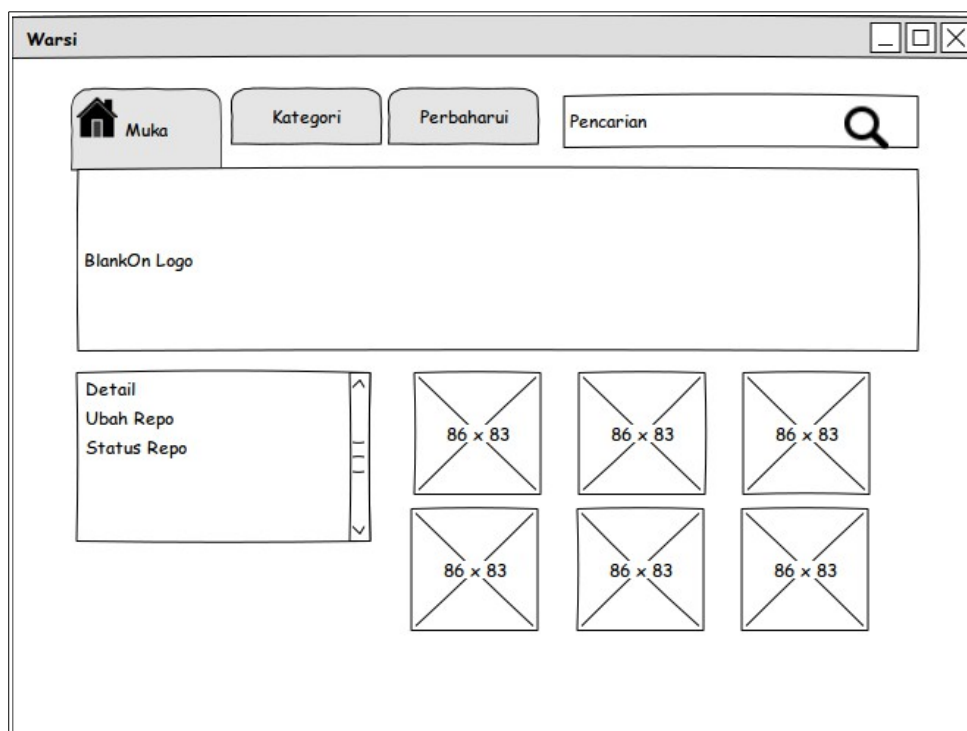 Warsi
Muka
Kategori
Perbaharui
Pencarian
BlankOn Logo
Detail
Ubah Repo
Status Repo
86 x 83
86 x 83
86 x 83
86 x 83
86 x 83
86 x 83